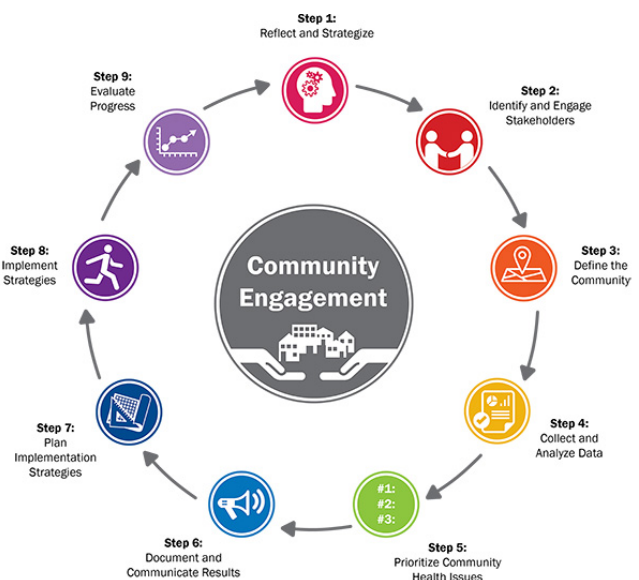 Step 1:
Reflect and Strategize
Step 2:
Identify and Engage
Stakeholders
Step 3:
Define the
Community
Step 4:
Collect and
Analyze Data
Step 5:
Prioritize Community
Health Issues
Step 6:
Document and
Communicate Results
Step 7:
Plan
Implementation
Strategies
Step 8:
Implement
Strategies
Step 9:
Evaluate
Progress
Community
Engagement
#1:
#2:
#3: